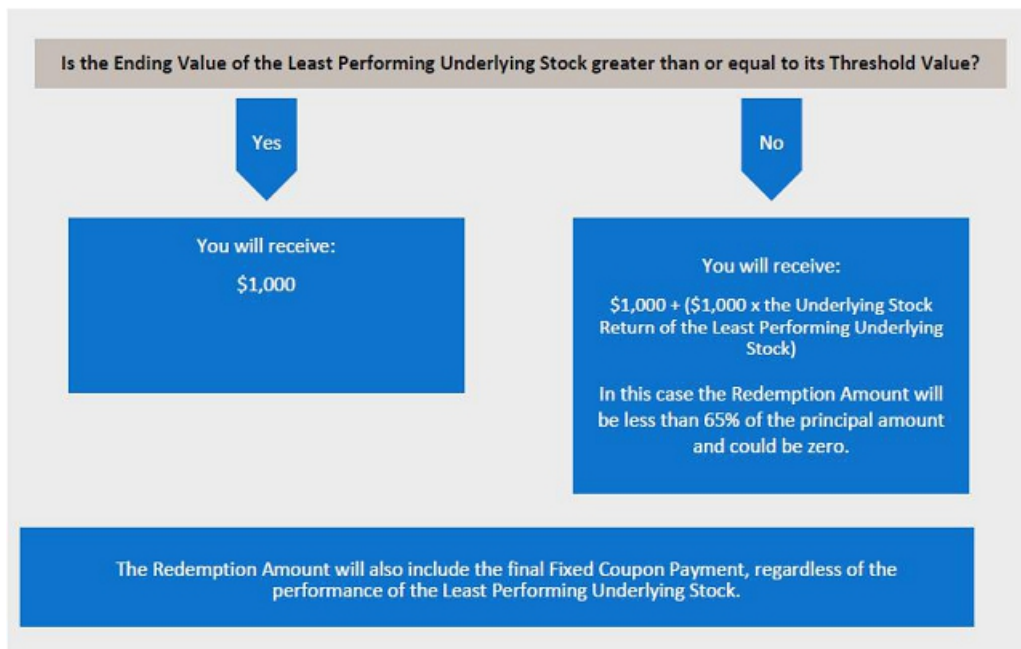 Is the Ending Value of the Least Performing Underlying Stock greater than or equal to its Threshold Value?
Yes
No
You will receive:
$1,000
You will receive:
$1,000 + ($1,000 x the Underlying Stock
Return of the Least Performing Underlying
Stock)
In this case the Redemption Amount will
be less than 65% of the principal amount
and could be zero.
The Redemption Amount will also include the final Fixed Coupon Payment, regardless of the
performance of the Least Performing Underlying Stock.